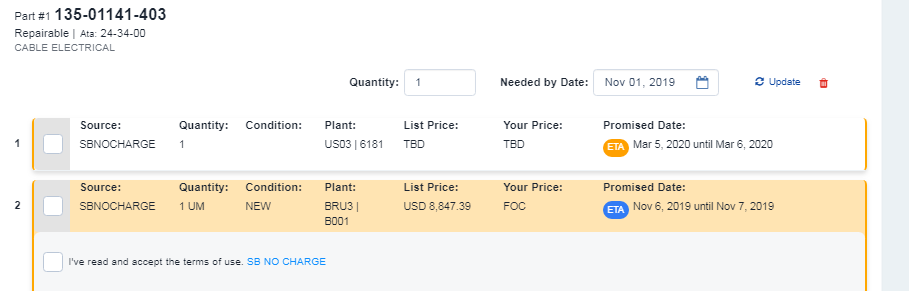 Part #1 135-01141-403
Repairable | Ata: 24-34-00
CABLE ELECTRICAL
Quantity: 1 Needed by Date: Nov 01, 2019 Update
Source: Quantity: Condition: Plant: List Price: Your Price: Promised Date:
1 SBNOCHARGE 1 US03 | 6181 TBD TBD ETA Mar 5, 2020 until Mar 6, 2020
Source: Quantity: Condition: Plant: List Price: Your Price: Promised Date:
2 SBNOCHARGE 1 UM NEW BRU3 | USD 8,847.39 FOC ETA Nov 6, 2019 until Nov 7, 2019
B001
I've read and accept the terms of use. SB NO CHARGE